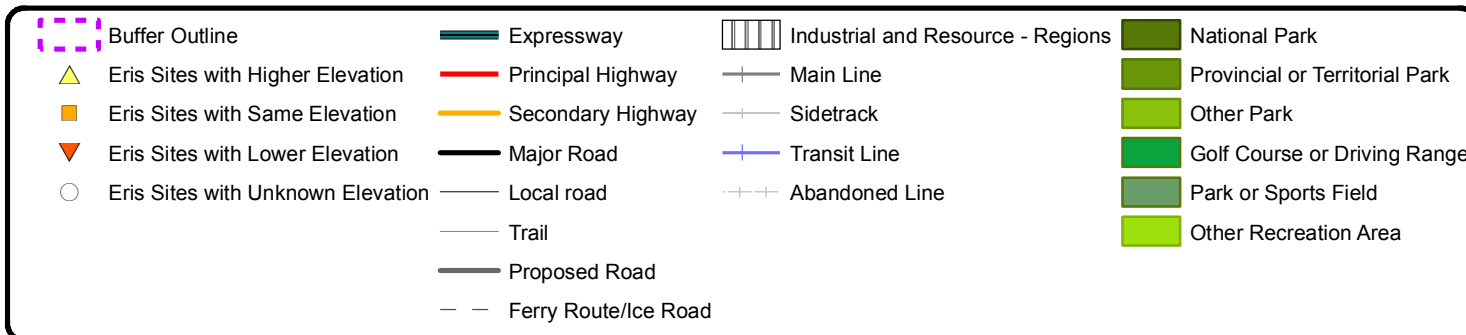 Buffer Outline
Eris Sites with Higher Elevation
Eris Sites with Same Elevation
Eris Sites with Lower Elevation
Eris Sites with Unknown Elevation
Expressway
Principal Highway
Secondary Highway
Major Road
Local road
Trail
Proposed Road
Ferry Route/Ice Road
Industrial and Resource - Regions
Main Line
Sidetrack
Transit Line
Abandoned Line
National Park
Provincial or Territorial Park
Other Park
Golf Course or Driving Range
Park or Sports Field
Other Recreation Area